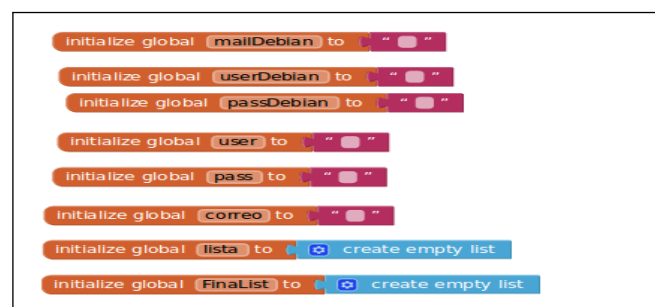 initialize global mailDebian to " "
initialize global userDebian to " "
initialize global passDebian to " "
initialize global user to " "
initialize global pass to " "
initialize global correo to " "
initialize global lista to create empty list
initialize global FinaList to create empty list